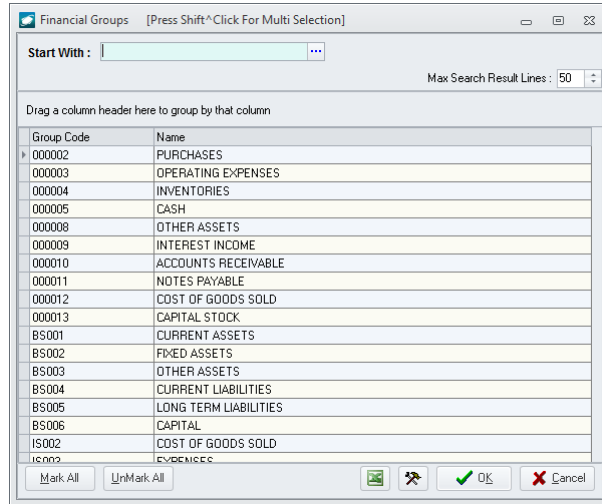 Financial Groups [Press Shift^Click For Multi Selection]
Start With :
Max Search Result Lines : 50
Drag a column header here to group by that column
Group Code Name
000002 PURCHASES
000003 OPERATING EXPENSES
000004 INVENTORIES
000005 CASH
000008 OTHER ASSETS
000009 INTEREST INCOME
000010 ACCOUNTS RECEIVABLE
000011 NOTES PAYABLE
000012 COST OF GOODS SOLD
000013 CAPITAL STOCK
BS001 CURRENT ASSETS
BS002 FIXED ASSETS
BS003 OTHER ASSETS
BS004 CURRENT LIABILITIES
BS005 LONG TERM LIABILITIES
BS006 CAPITAL
IS002 COST OF GOODS SOLD
IS003 EXPENSES
Mark All UnMark All OK Cancel